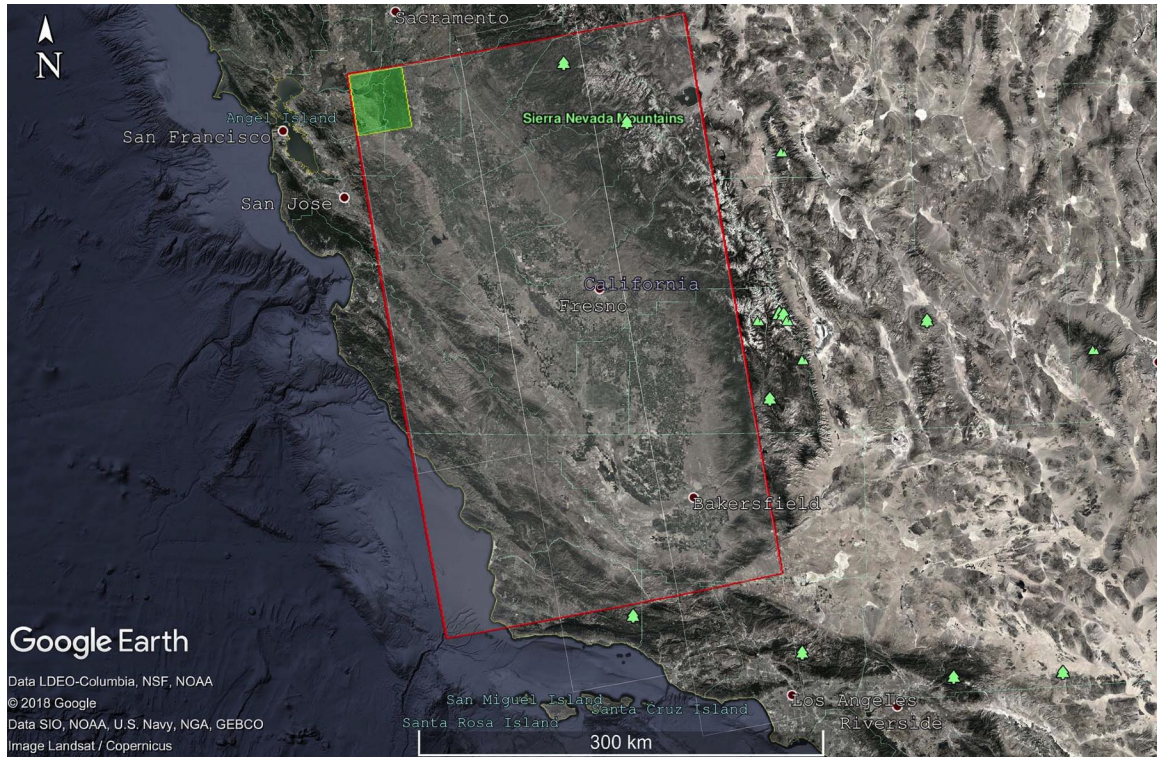 Sacramento
N
Angel Island
San Francisco
Sierra Nevada Mountains
San Jose
California
Fresno
Bakersfield
Google Earth
Data LDEO-Columbia, NSF, NOAA
© 2018 Google
Data SIO, NOAA, U.S. Navy, NGA, GEBCO
Image Landsat / Copernicus
San Miguel Island
Santa Rosa Island
Santa Cruz Island
Los Angeles
Riverside
300 km